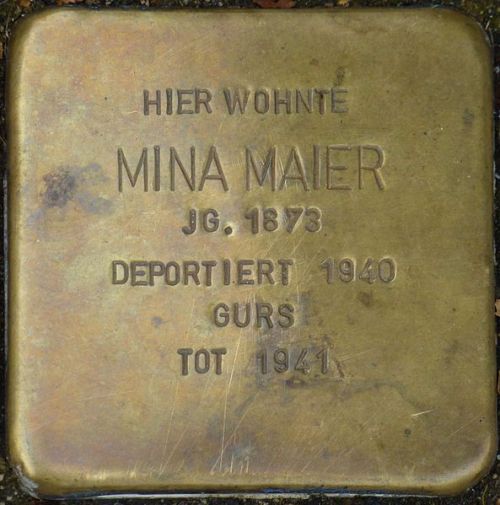 HIER WOHNTE
MINA MAIER
JG. 1873
DEPORTIERT 1940
GURS
TOT 1941